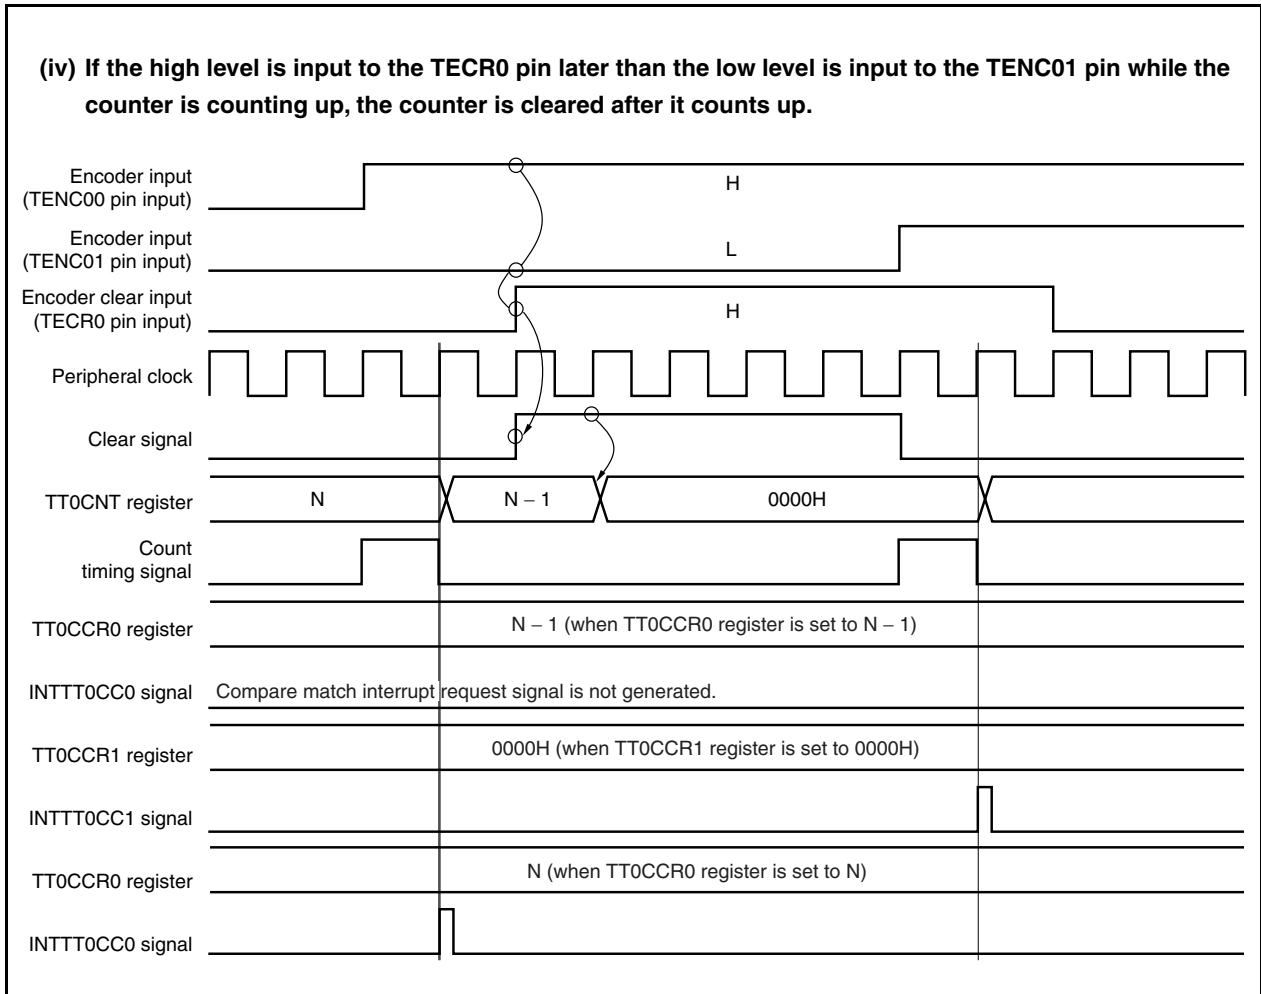 (iv) If the high level is input to the TECR0 pin later than the low level is input to the TENC01 pin while the
counter is counting up, the counter is cleared after it counts up.
Encoder input
(TENC00 pin input)
H
Encoder input
(TENC01 pin input)
L
Encoder clear input
(TECR0 pin input)
H
Peripheral clock
Clear signal
TT0CNT register
N
N – 1
0000H
Count
timing signal
TT0CCR0 register
N – 1 (when TT0CCR0 register is set to N – 1)
INTTT0CC0 signal
Compare match interrupt request signal is not generated.
TT0CCR1 register
0000H (when TT0CCR1 register is set to 0000H)
INTTT0CC1 signal
TT0CCR0 register
N (when TT0CCR0 register is set to N)
INTTT0CC0 signal